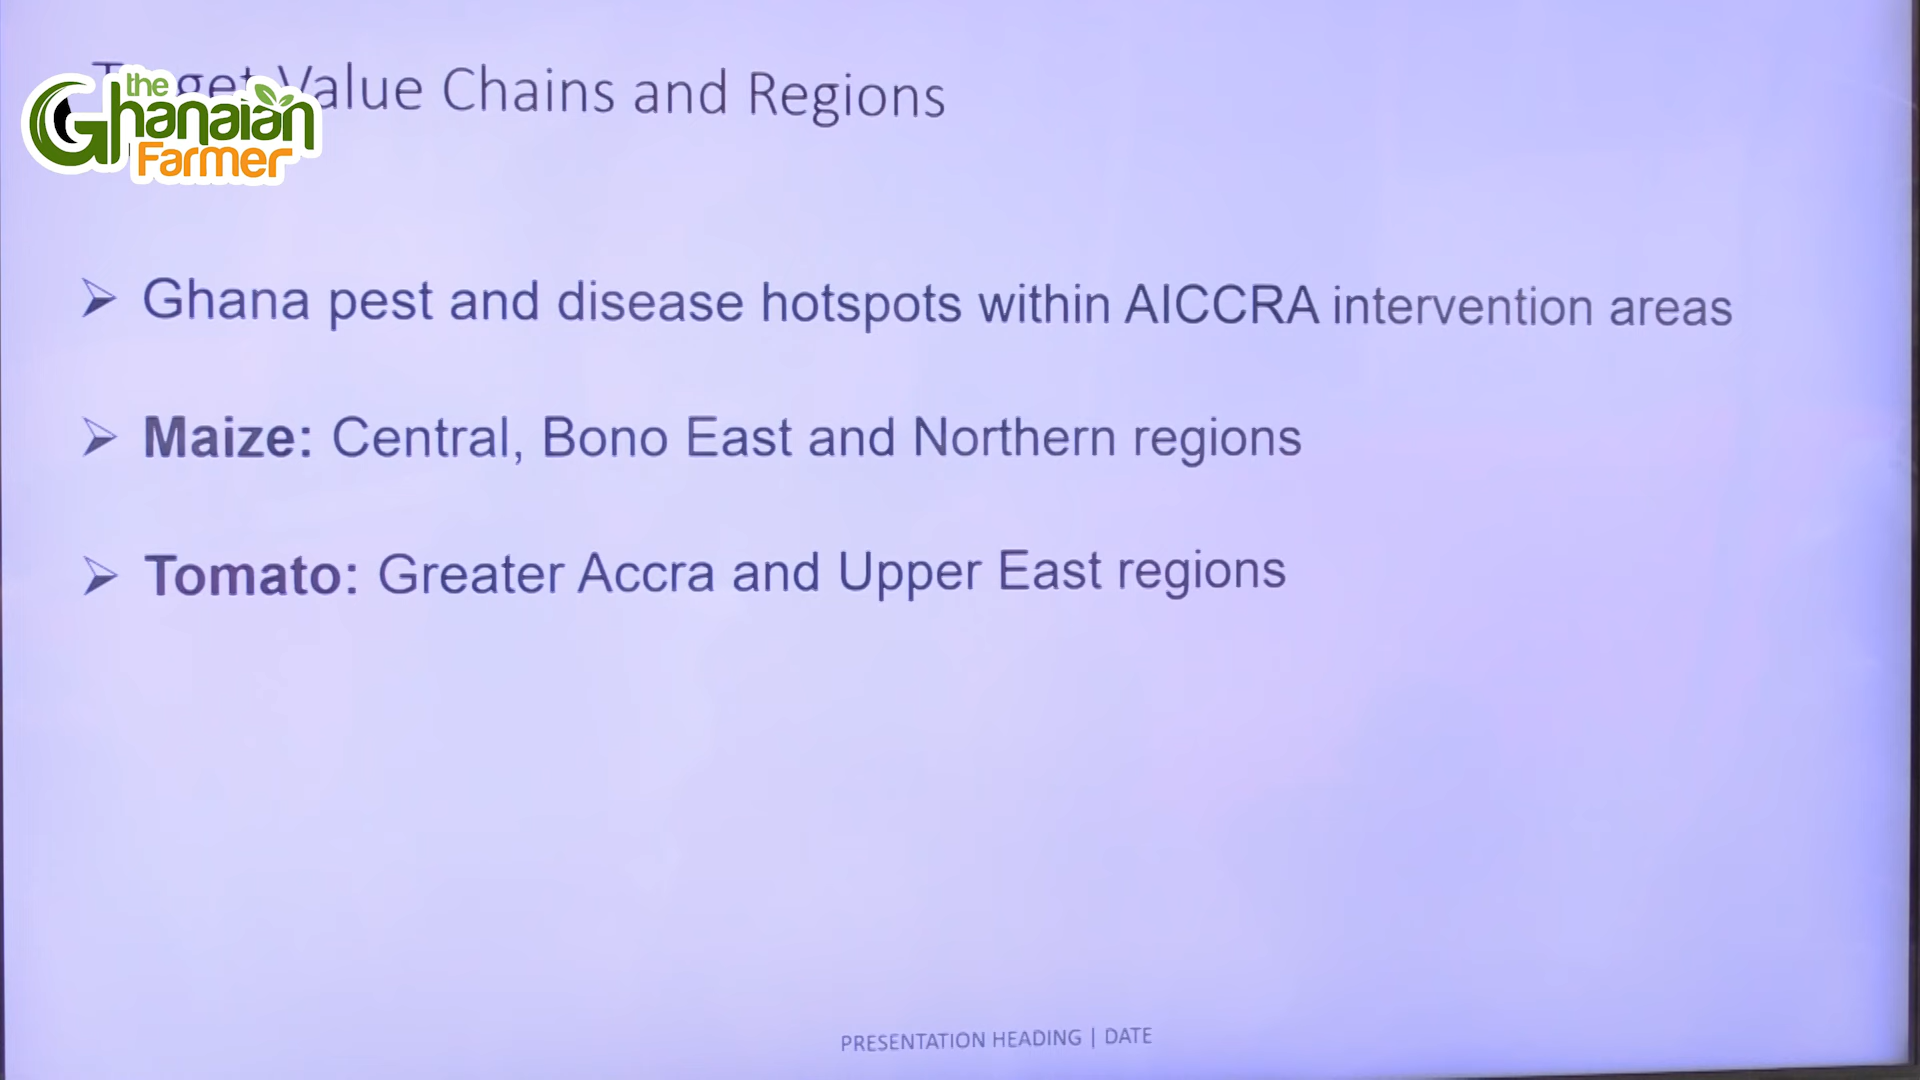 Target Value Chains and Regions
the
Ghanaian
Farmer
➢ Ghana pest and disease hotspots within AICCRA intervention areas
➢ Maize: Central, Bono East and Northern regions
➢ Tomato: Greater Accra and Upper East regions
PRESENTATION HEADING | DATE